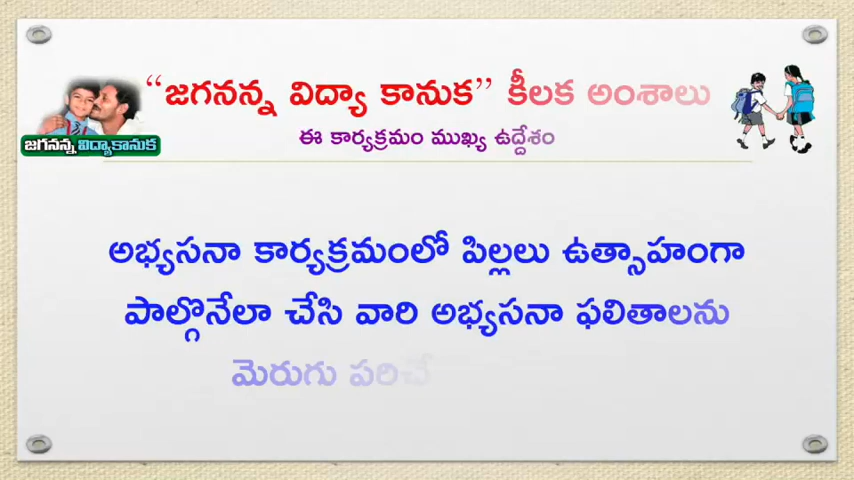 “జగనన్న విద్యా కానుక” కీలక అంశాలు
ఈ కార్యక్రమం ముఖ్య ఉద్దేశం
జగనన్న విద్యాకానుక
అభ్యసనా కార్యక్రమంలో పిల్లలు ఉత్సాహంగా
పాల్గొనేలా చేసి వారి అభ్యసనా ఫలితాలను
మెరుగు పరిచే